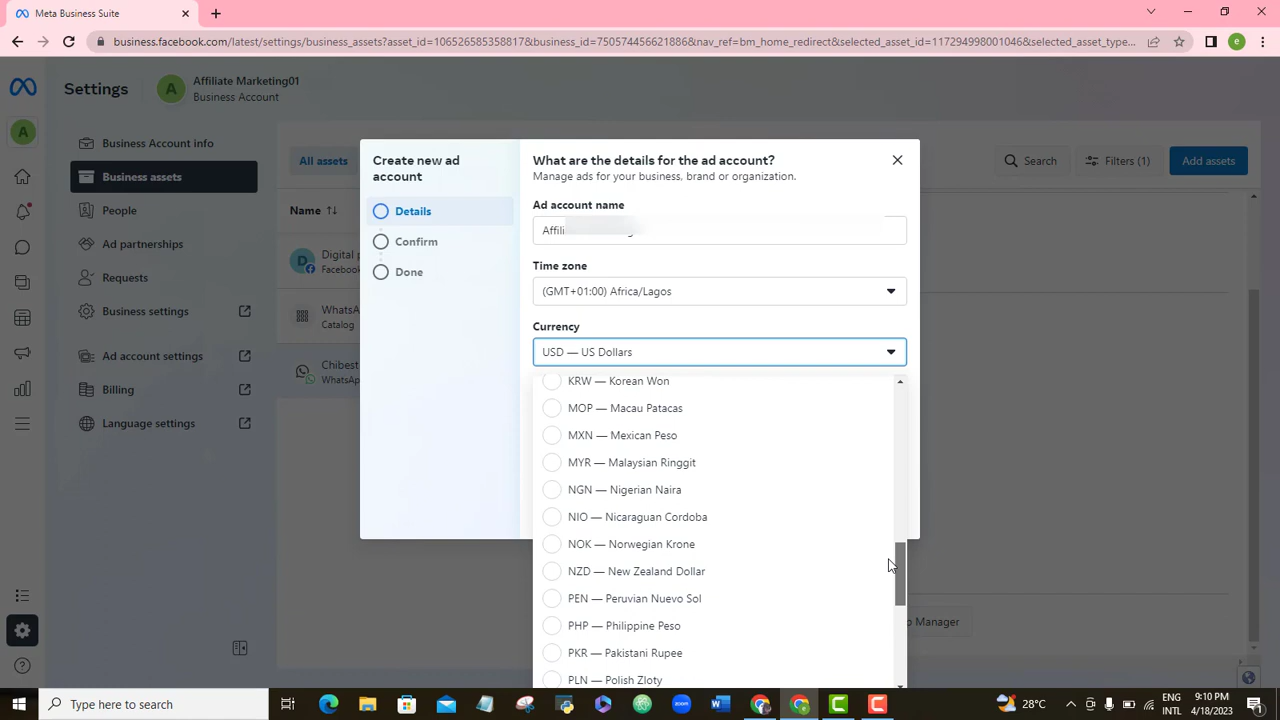 Meta Business Suite
business.facebook.com/latest/settings/business_assets?asset_id=106526585358817&business_id=750574456621886&nav_ref=bm_home_redirect&selected_asset_id=117294998001046&selected_asset_type...
e
Settings
A
Affiliate Marketing01
Business Account
A
Business Account info
Business assets
People
Ad partnerships
Requests
Business settings
Ad account settings
Billing
Language settings
All assets
Search
Filters (1)
Add assets
Name
D
Digital p
Facebook
WhatsA
Catalog
Chibest
WhatsA
Manager
Create new ad
account
Details
Confirm
Done
What are the details for the ad account?
Manage ads for your business, brand or organization.
Ad account name
Affili
Time zone
(GMT+01:00) Africa/Lagos
Currency
USD — US Dollars
KRW — Korean Won
MOP — Macau Patacas
MXN — Mexican Peso
MYR — Malaysian Ringgit
NGN — Nigerian Naira
NIO — Nicaraguan Cordoba
NOK — Norwegian Krone
NZD — New Zealand Dollar
PEN — Peruvian Nuevo Sol
PHP — Philippine Peso
PKR — Pakistani Rupee
PLN — Polish Zloty
Type here to search
zoom
28°C
ENG
INTL
9:10 PM
4/18/2023